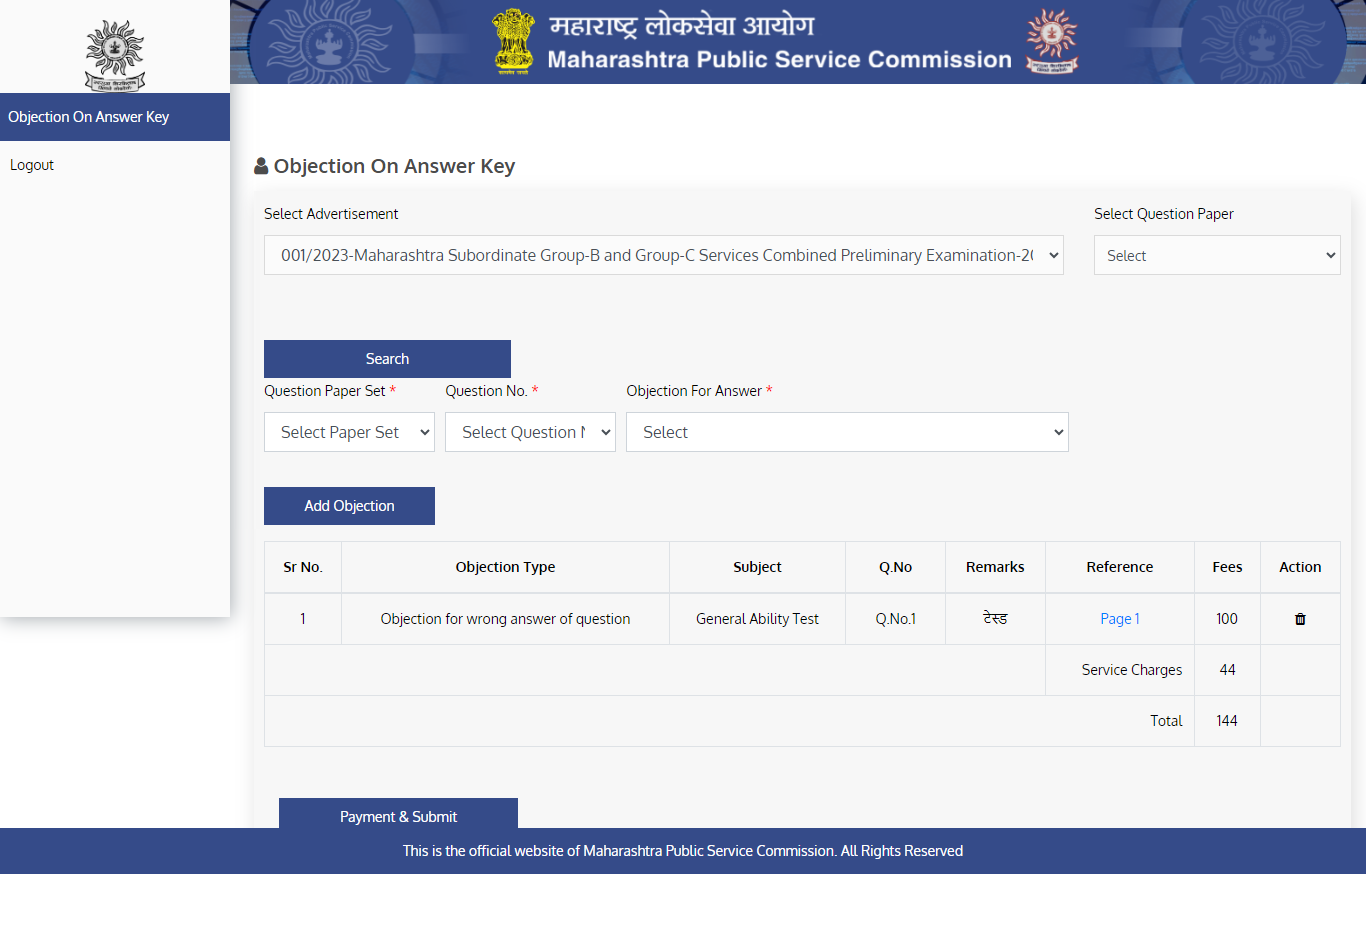 महाराष्ट्र लोकसेवा आयोग
Maharashtra Public Service Commission
Objection On Answer Key
Logout
Objection On Answer Key
Select Advertisement
Select Question Paper
001/2023-Maharashtra Subordinate Group-B and Group-C Services Combined Preliminary Examination-20
Select
Search
Question Paper Set *
Question No. *
Objection For Answer *
Select Paper Set
Select Question N
Select
Add Objection
Sr No. Objection Type Subject Q.No Remarks Reference Fees Action
1 Objection for wrong answer of question General Ability Test Q.No.1 टेस्ड Page 1 100
Service Charges 44
Total 144
Payment & Submit
This is the official website of Maharashtra Public Service Commission. All Rights Reserved